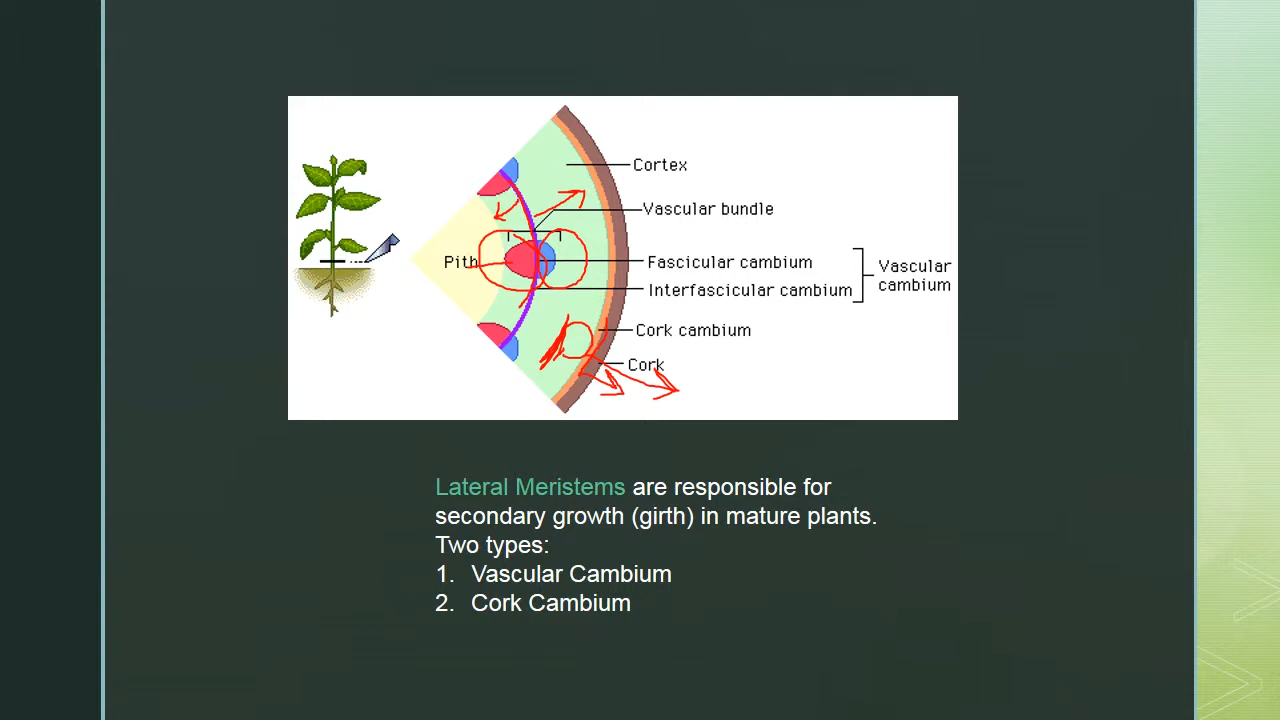 Cortex
Vascular bundle
Pith
Fascicular cambium
Interfascicular cambium
Vascular
cambium
Cork cambium
Cork
Lateral Meristems are responsible for
secondary growth (girth) in mature plants.
Two types:
1. Vascular Cambium
2. Cork Cambium